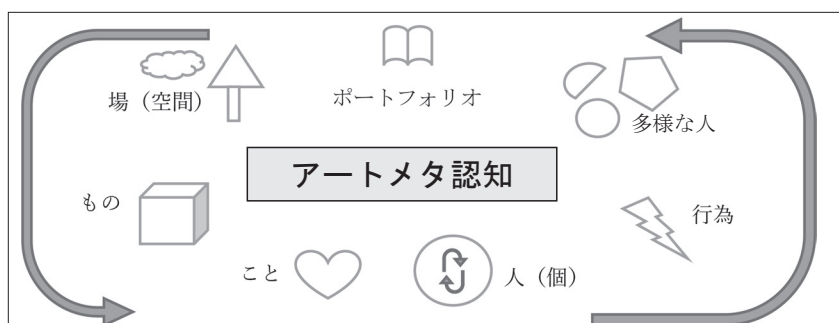 ポートフォリオ
場（空間）
多様な人
アートメタ認知
もの
行為
こと
人（個）